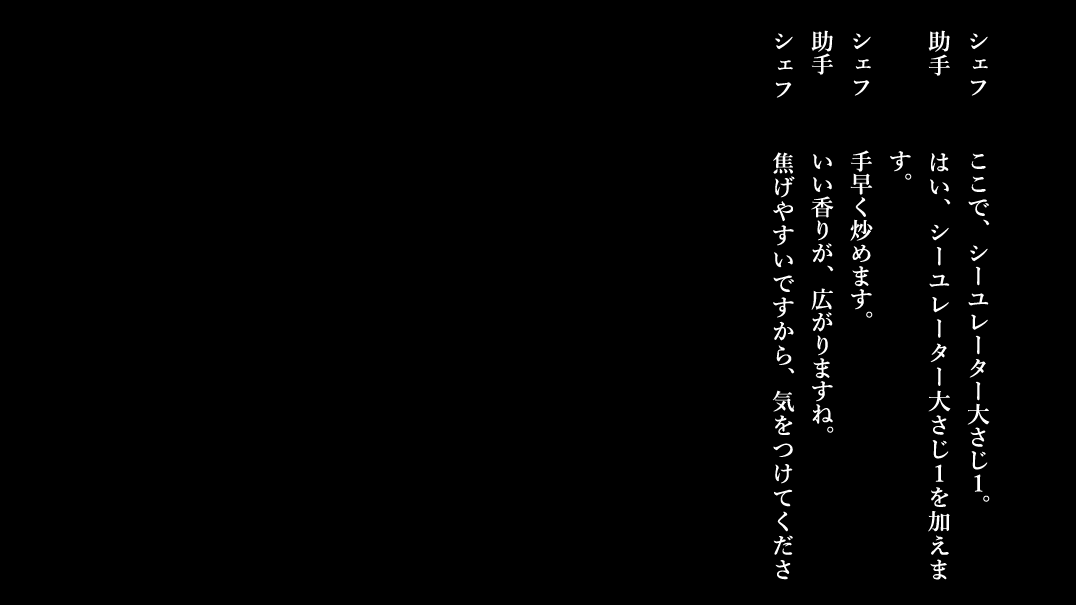 シェフ　ここで、シーユレーター大さじ1。
助手　はい、シーユレーター大さじ1を加えま
す。
シェフ　手早く炒めます。
助手　いい香りが、広がりますね。
シェフ　焦げやすいですから、気をつけてくださ